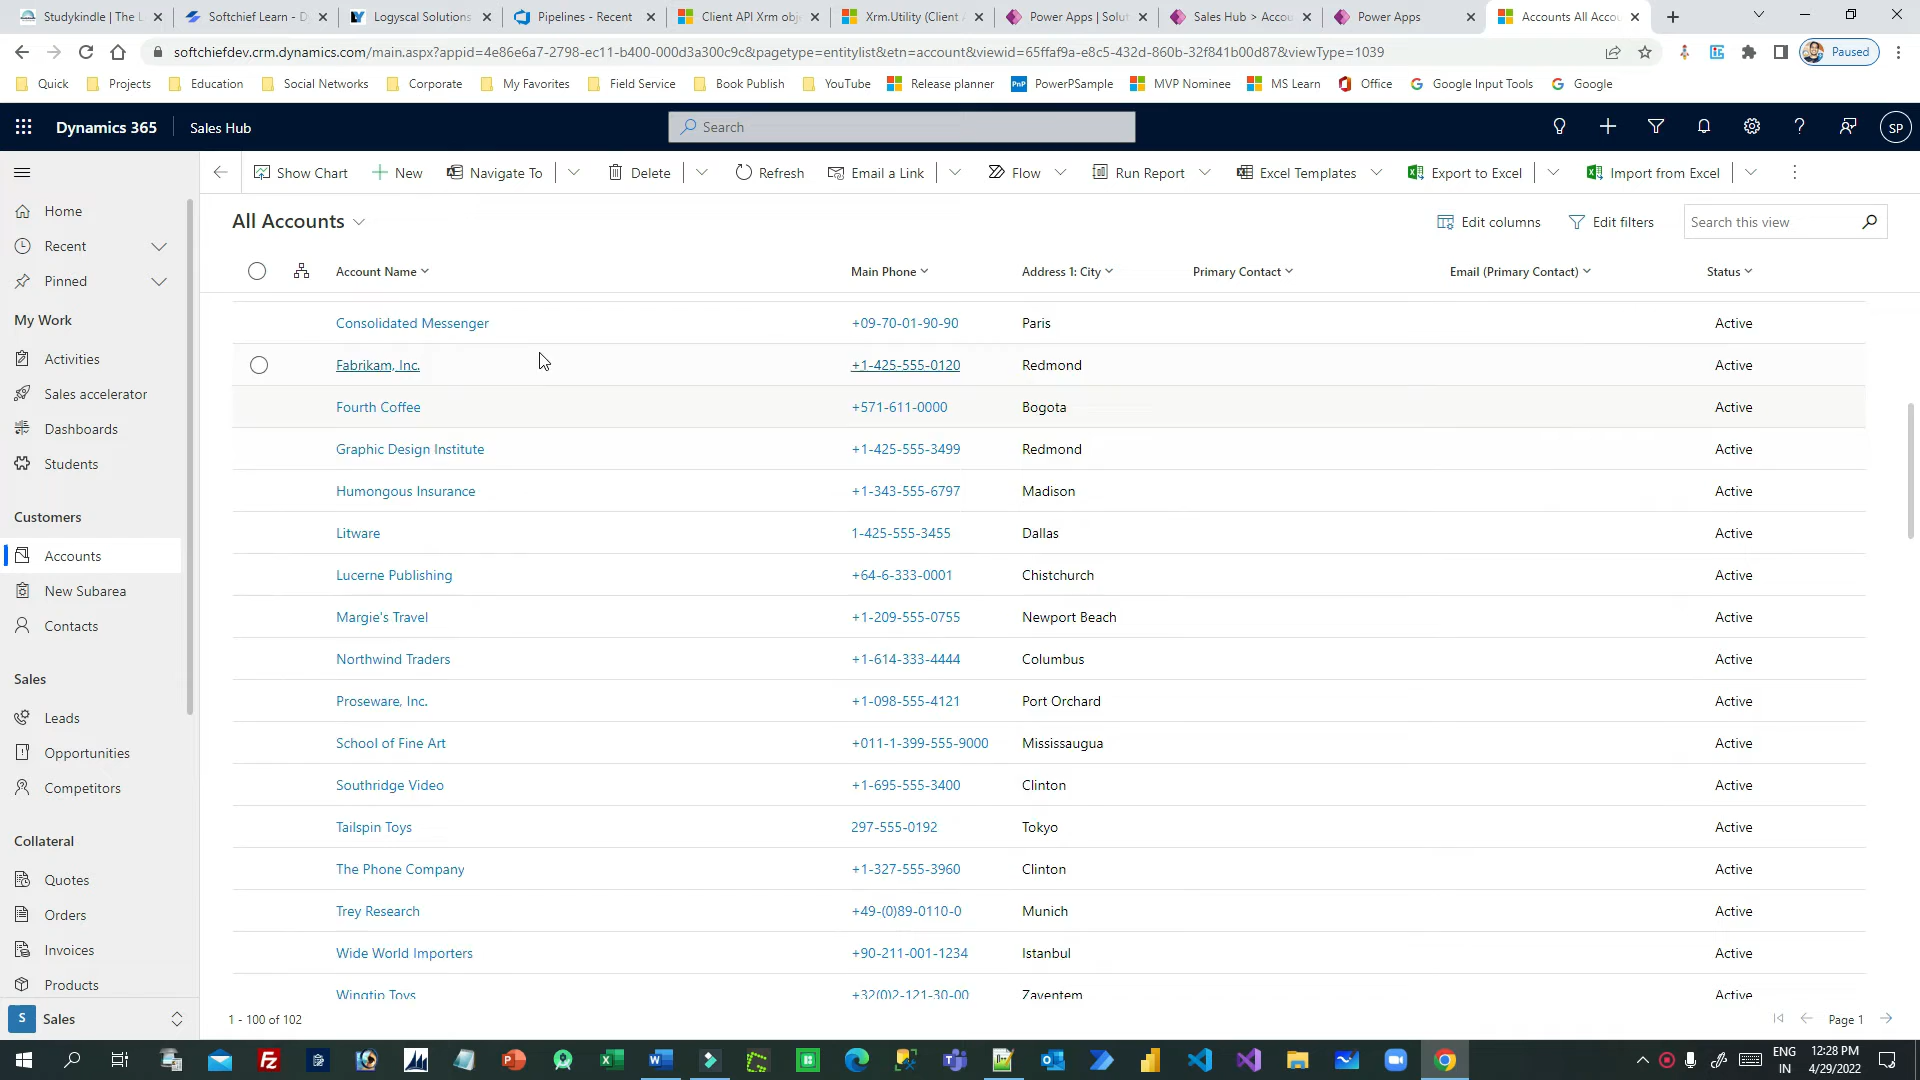 Studykindle | The L
Softchief Learn - D
Logyscal Solutions
Pipelines - Recent
Client API Xrm obj
Xrm.Utility (Client A
Power Apps | Solut
Sales Hub > Accou
Power Apps
Accounts All Accou
softchiefdev.crm.dynamics.com/main.aspx?appid=4e86e6a7-2798-ec11-b400-000d3a300c9c&pagetype=entitylist&etn=account&viewid=65ffaf9a-e8c5-432d-860b-32f841b00d87&viewType=1039
Paused
Quick
Projects
Education
Social Networks
Corporate
My Favorites
Field Service
Book Publish
YouTube
Release planner
PnP PowerPSample
MVP Nominee
MS Learn
Office
Google Input Tools
Google
Dynamics 365
Sales Hub
Search
SP
Show Chart
New
Navigate To
Delete
Refresh
Email a Link
Flow
Run Report
Excel Templates
Export to Excel
Import from Excel
Home
Recent
Pinned
My Work
Activities
Sales accelerator
Dashboards
Students
Customers
Accounts
New Subarea
Contacts
Sales
Leads
Opportunities
Competitors
Collateral
Quotes
Orders
Invoices
Products
S Sales
All Accounts
Edit columns
Edit filters
Search this view
Account Name Main Phone Address 1: City Primary Contact Email (Primary Contact) Status
Consolidated Messenger +09-70-01-90-90 Paris Active
Fabrikam, Inc. +1-425-555-0120 Redmond Active
Fourth Coffee +571-611-0000 Bogota Active
Graphic Design Institute +1-425-555-3499 Redmond Active
Humongous Insurance +1-343-555-6797 Madison Active
Litware 1-425-555-3455 Dallas Active
Lucerne Publishing +64-6-333-0001 Chistchurch Active
Margie's Travel +1-209-555-0755 Newport Beach Active
Northwind Traders +1-614-333-4444 Columbus Active
Proseware, Inc. +1-098-555-4121 Port Orchard Active
School of Fine Art +011-1-399-555-9000 Mississaugua Active
Southridge Video +1-695-555-3400 Clinton Active
Tailspin Toys 297-555-0192 Tokyo Active
The Phone Company +1-327-555-3960 Clinton Active
Trey Research +49-(0)89-0110-0 Munich Active
Wide World Importers +90-211-001-1234 Istanbul Active
Wingtip Toys +32(0)2-121-30-00 Zaventem Active
1 - 100 of 102
Page 1
ENG
IN
12:28 PM
4/29/2022